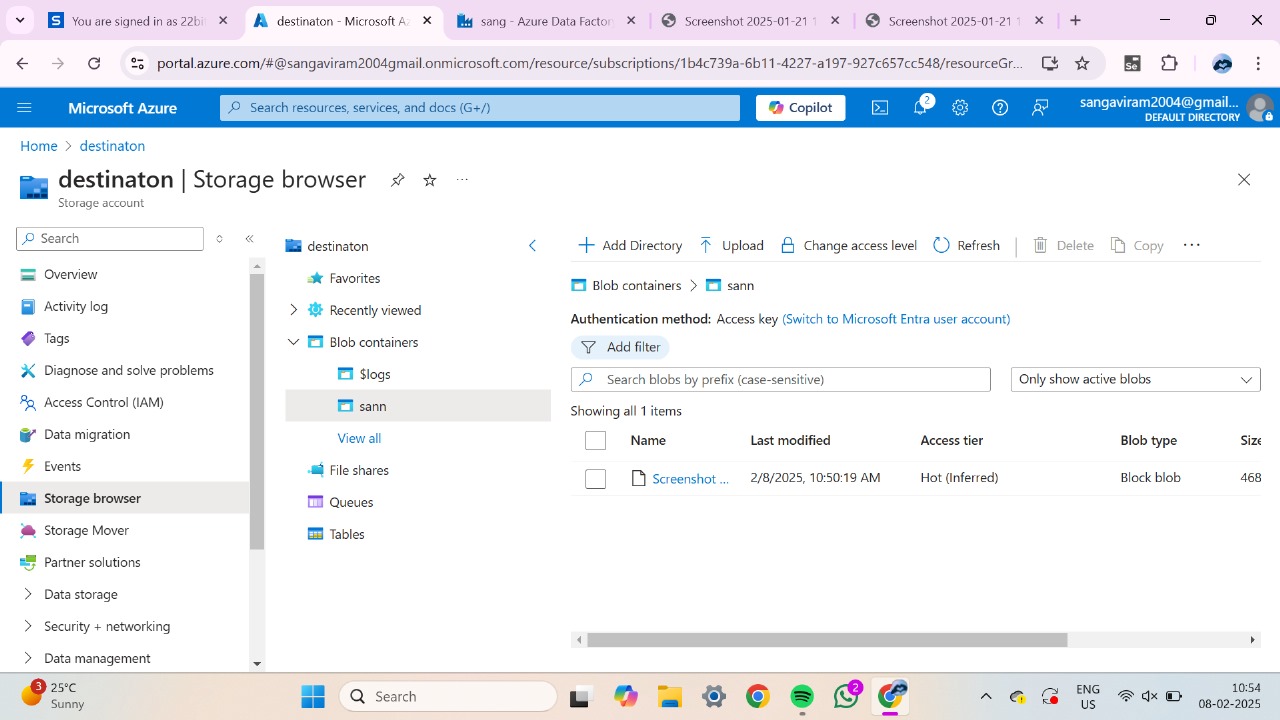 You are signed in as 22bi
destinaton - Microsoft Az
sang - Azure Data Factor
Screenshot 2025-01-21 1
Screenshot 2025-01-21 1
portal.azure.com/#@sangaviram2004gmail.onmicrosoft.com/resource/subscriptions/1b4c739a-6b11-4227-a197-927c657cc548/resourceGr...
Microsoft Azure
Search resources, services, and docs (G+/)
Copilot
2
sangaviram2004@gmail...
DEFAULT DIRECTORY
Home > destinaton
destinaton | Storage browser
Storage account
Search
Overview
Activity log
Tags
Diagnose and solve problems
Access Control (IAM)
Data migration
Events
Storage browser
Storage Mover
Partner solutions
Data storage
Security + networking
Data management
destinaton
Favorites
Recently viewed
Blob containers
$logs
sann
View all
File shares
Queues
Tables
Add Directory
Upload
Change access level
Refresh
Delete
Copy
Blob containers > sann
Authentication method: Access key (Switch to Microsoft Entra user account)
Add filter
Search blobs by prefix (case-sensitive)
Only show active blobs
Showing all 1 items
Name Last modified Access tier Blob type Size
Screenshot ... 2/8/2025, 10:50:19 AM Hot (Inferred) Block blob 468
3
25°C
Sunny
Search
Se
2
ENG
US
10:54
08-02-2025